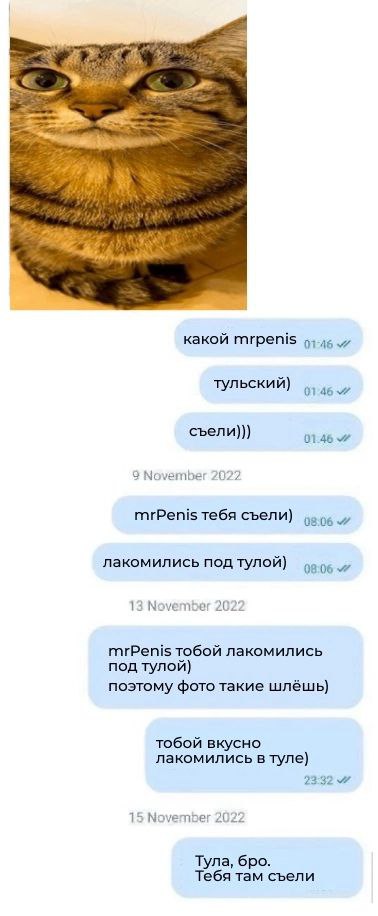 какой mrpenis 01:46
тульский) 01:46
съели))) 01:46
9 November 2022
mrPenis тебя съели) 08:06
лакомились под тулой) 08:06
13 November 2022
mrPenis тобой лакомились
под тулой)
поэтому фото такие шлёшь)
тобой вкусно
лакомились в туле)
23:32
15 November 2022
Тула, бро.
Тебя там съели